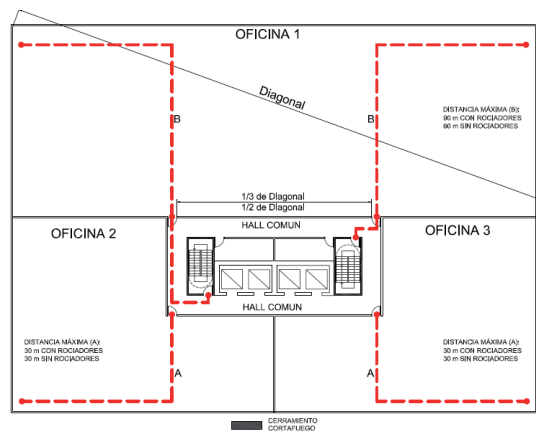 OFICINA 1
Diagonal
B
B
DISTANCIA MÁXIMA (B):
90 m CON ROCIADORES
60 m SIN ROCIADORES
1/3 de Diagonal
1/2 de Diagonal
HALL COMUN
OFICINA 2
OFICINA 3
HALL COMUN
DISTANCIA MÁXIMA (A):
30 m CON ROCIADORES
30 m SIN ROCIADORES
A
A
DISTANCIA MÁXIMA (A):
30 m CON ROCIADORES
30 m SIN ROCIADORES
CERRAMIENTO
CORTAFUEGO